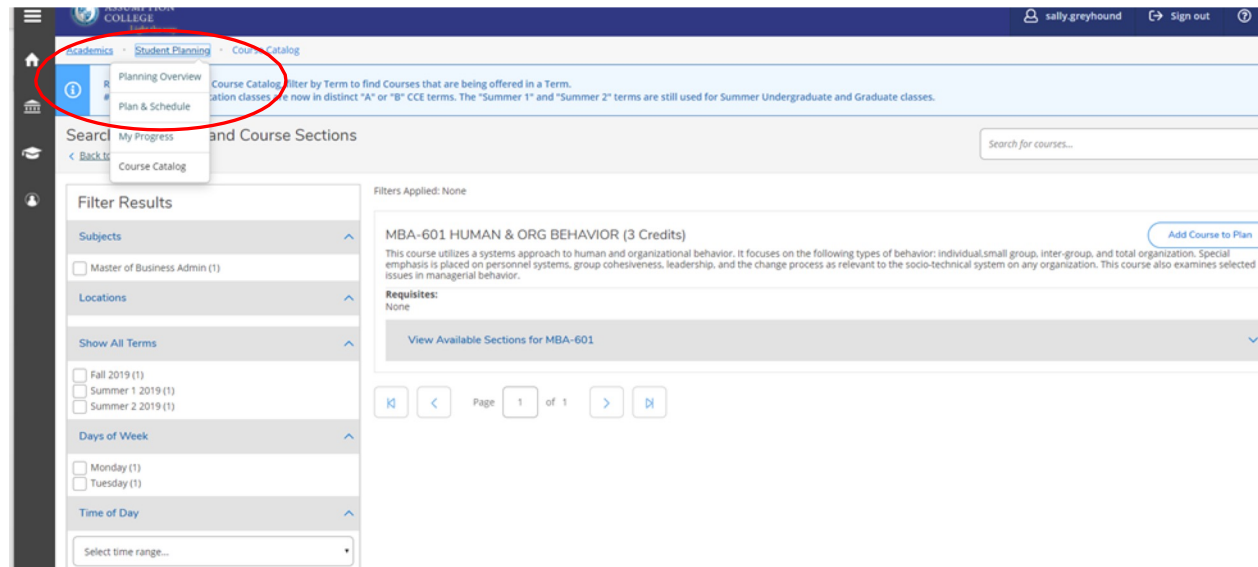 ASSUMPTION
COLLEGE
sally.greyhound
Sign out
Academics · Student Planning · Course Catalog
Planning Overview
Plan & Schedule
My Progress
Course Catalog
R
Course Catalog, filter by Term to find Courses that are being offered in a Term.
#
ation classes are now in distinct "A" or "B" CCE terms. The "Summer 1" and "Summer 2" terms are still used for Summer Undergraduate and Graduate classes.
Searc
and Course Sections
< Back to
Search for courses...
Filter Results
Subjects
Master of Business Admin (1)
Locations
Show All Terms
Fall 2019 (1)
Summer 1 2019 (1)
Summer 2 2019 (1)
Days of Week
Monday (1)
Tuesday (1)
Time of Day
Select time range...
Filters Applied: None
MBA-601 HUMAN & ORG BEHAVIOR (3 Credits)
Add Course to Plan
This course utilizes a systems approach to human and organizational behavior. It focuses on the following types of behavior: individual,small group, inter-group, and total organization. Special
emphasis is placed on personnel systems, group cohesiveness, leadership, and the change process as relevant to the socio-technical system on any organization. This course also examines selected
issues in managerial behavior.
Requisites:
None
View Available Sections for MBA-601
Page 1 of 1